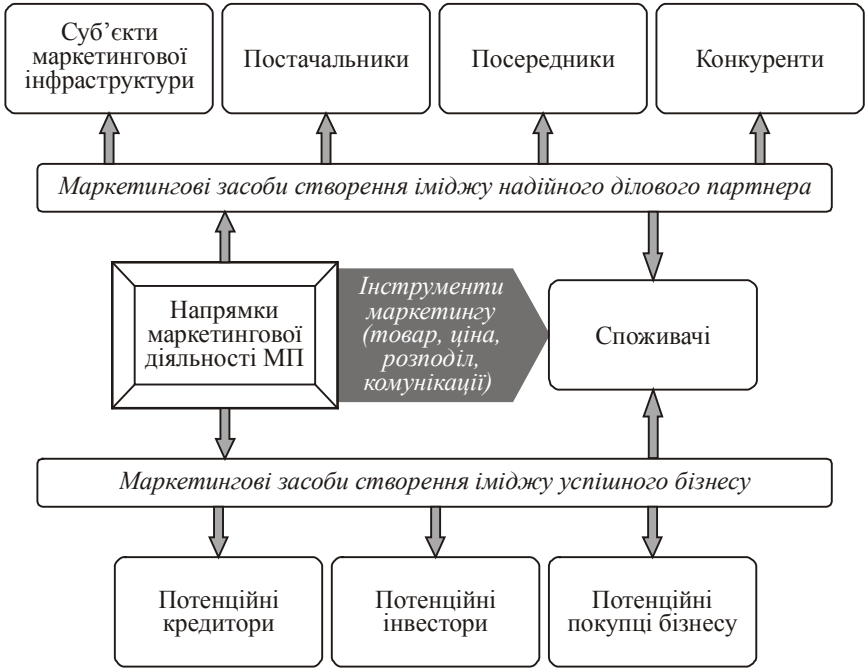 Суб’єкти
маркетингової
інфраструктури
Постачальники
Посередники
Конкуренти
Маркетингові засоби створення іміджу надійного ділового партнера
Напрямки
маркетингової
діяльності МП
Інструменти
маркетингу
(товар, ціна,
розподіл,
комунікації)
Споживачі
Маркетингові засоби створення іміджу успішного бізнесу
Потенційні
кредитори
Потенційні
інвестори
Потенційні
покупці бізнесу